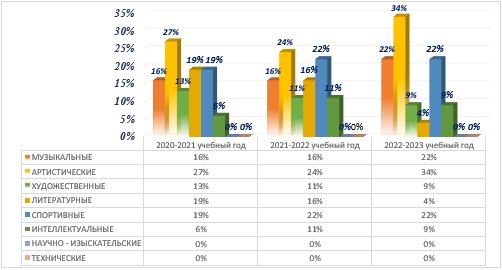 35%
30%
25%
20%
15%
10%
5%
0%
16% 27% 13% 19% 19% 6% 0% 0%
16% 24% 11% 16% 22% 11% 0% 0%
22% 34% 9% 4% 22% 9% 0% 0%
2020-2021 учебный год 2021-2022 учебный год 2022-2023 учебный год
МУЗЫКАЛЬНЫЕ 16% 16% 22%
АРТИСТИЧЕСКИЕ 27% 24% 34%
ХУДОЖЕСТВЕННЫЕ 13% 11% 9%
ЛИТЕРАТУРНЫЕ 19% 16% 4%
СПОРТИВНЫЕ 19% 22% 22%
ИНТЕЛЛЕКТУАЛЬНЫЕ 6% 11% 9%
НАУЧНО - ИЗЫСКАТЕЛЬСКИЕ 0% 0% 0%
ТЕХНИЧЕСКИЕ 0% 0% 0%